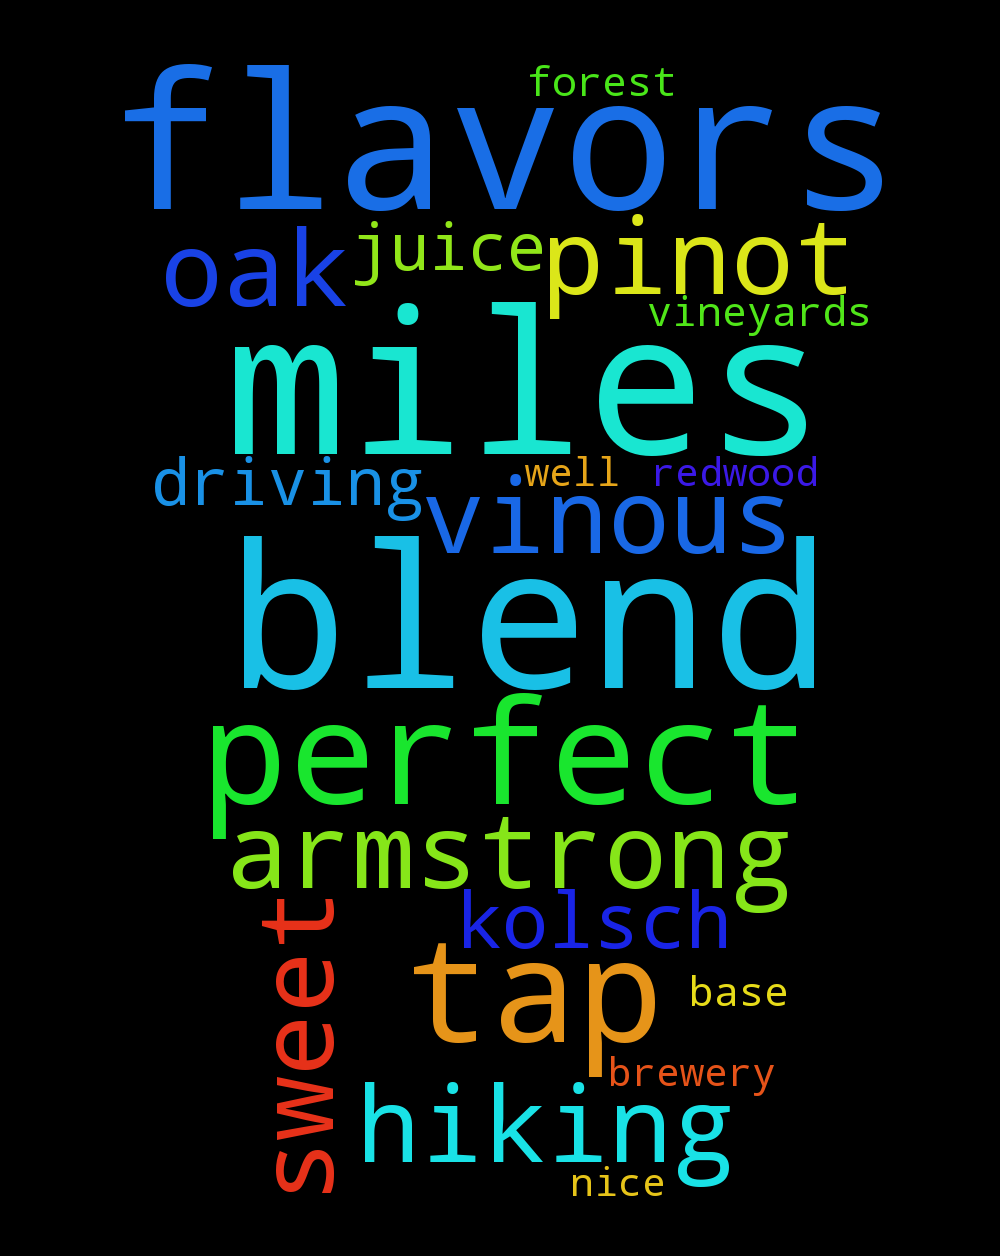 forest
flavors
oak juice pinot
vineyards
miles
driving well redwood
vinous
blend
perfect
armstrong
sweet
kolsch
tap base
brewery
hiking
nice